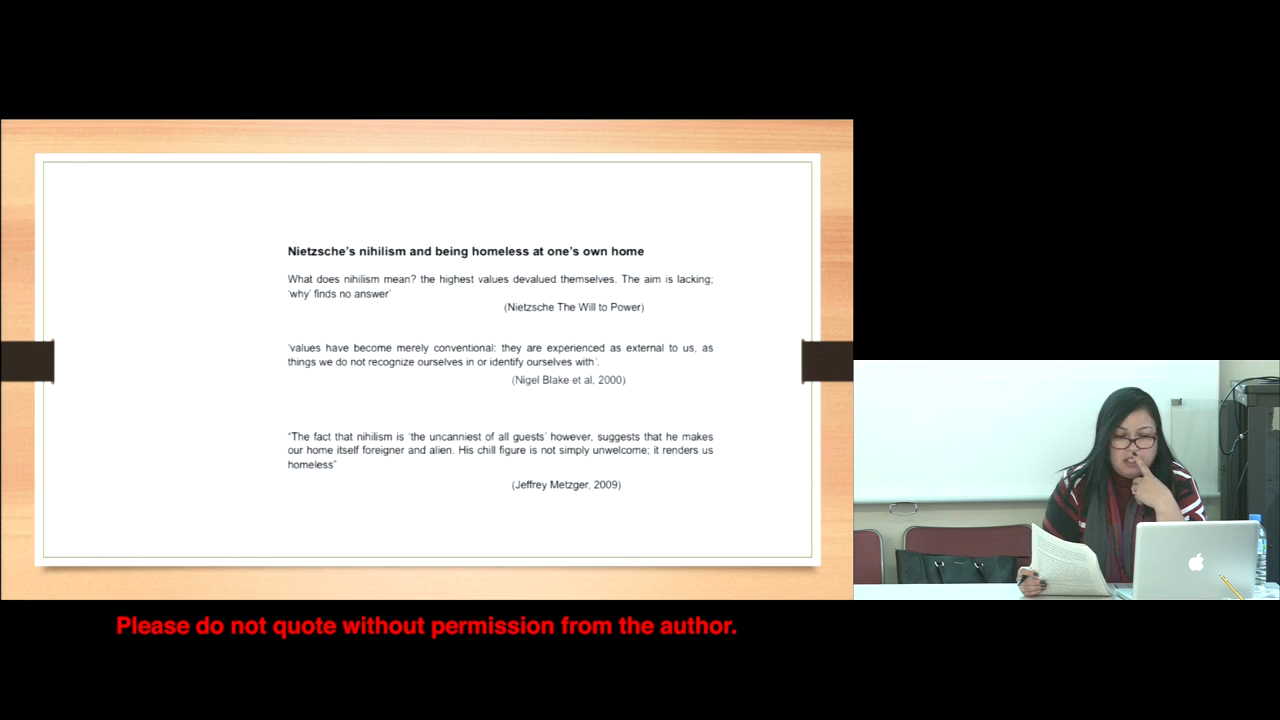 Nietzsche's nihilism and being homeless at one's own home
What does nihilism mean? the highest values devalued themselves. The aim is lacking;
'why' finds no answer'
(Nietzsche The Will to Power)
'values have become merely conventional: they are experienced as external to us, as
things we do not recognize ourselves in or identify ourselves with'.
(Nigel Blake et al, 2000)
"The fact that nihilism is 'the uncanniest of all guests' however, suggests that he makes
our home itself foreigner and alien. His chill figure is not simply unwelcome; it renders us
homeless"
(Jeffrey Metzger, 2009)
Please do not quote without permission from the author.